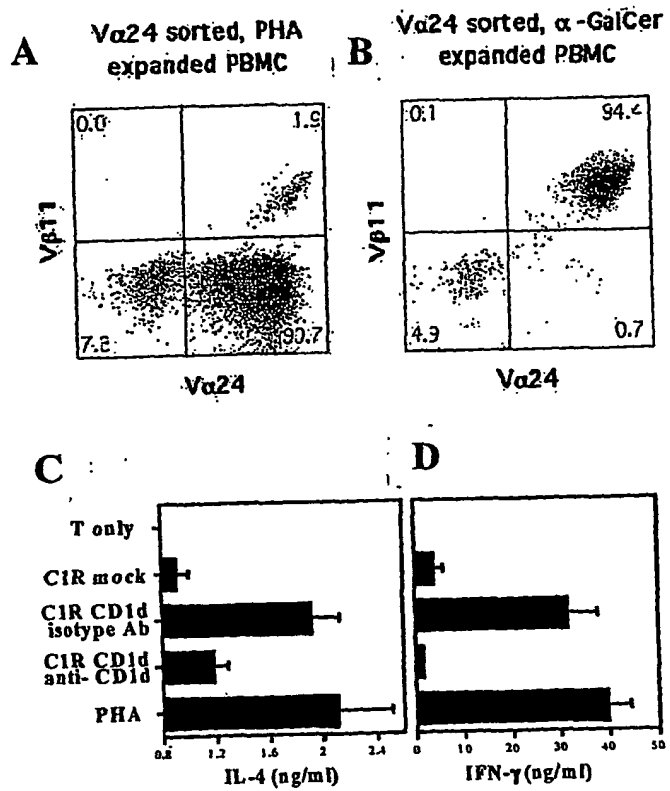 A
Vα24 sorted, PHA
expanded PBMC
B
Vα24 sorted, α-GalCer
expanded PBMC
0.0
1.9
Vβ11
90.7
Vα24
0.1
Vβ11
4.9
0.7
Vα24
C
D
T only
C1R mock
C1R CD1d
isotype Ab
C1R CD1d
anti- CD1d
PHA
0.8 1.2 1.6 2 2.4
IL-4 (ng/ml)
0 10 20 30 40 50
IFN-γ (ng/ml)